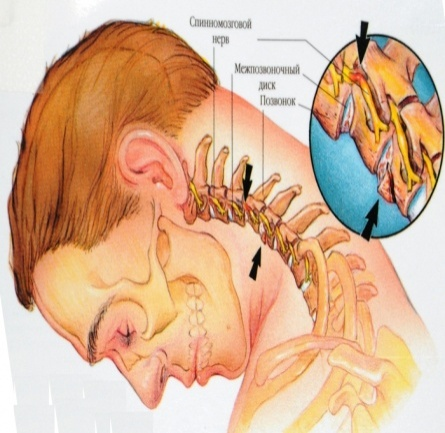 Спинномозговой
нерв
Межпозвоночный
диск
Позвонок